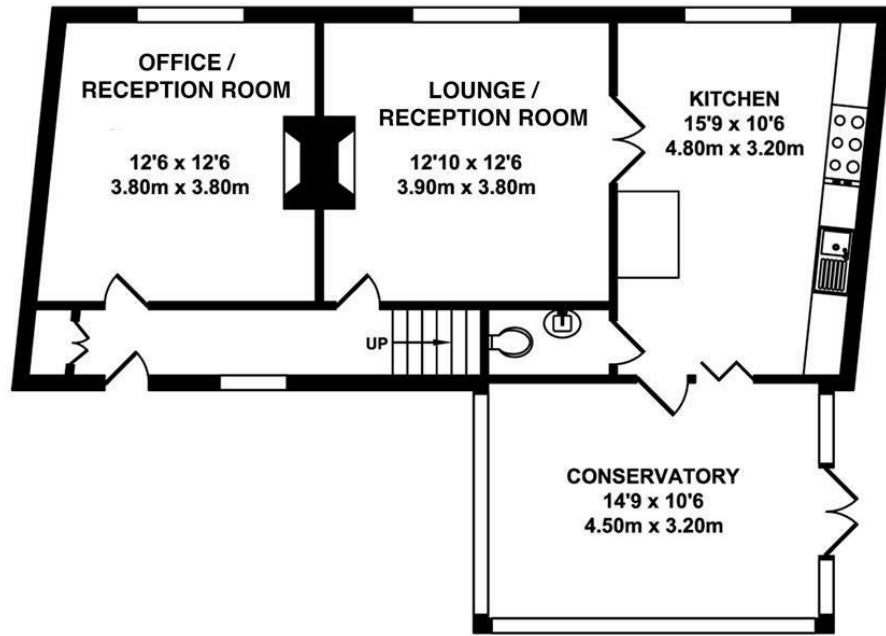 OFFICE /
RECEPTION ROOM
12'6 x 12'6
3.80m x 3.80m
LOUNGE /
RECEPTION ROOM
12'10 x 12'6
3.90m x 3.80m
KITCHEN
15'9 x 10'6
4.80m x 3.20m
UP
CONSERVATORY
14'9 x 10'6
4.50m x 3.20m